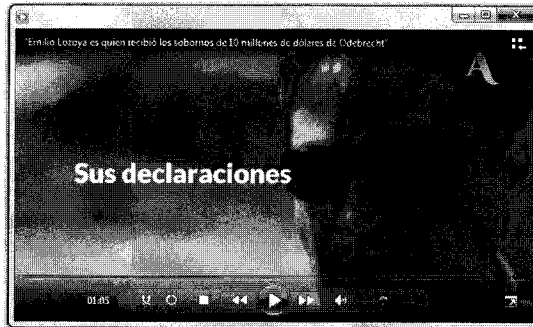 "Emilio Lozoya es quien recibió los sobornos de 10 millones de dólares de Odebrecht"
A
Sus declaraciones
01:05